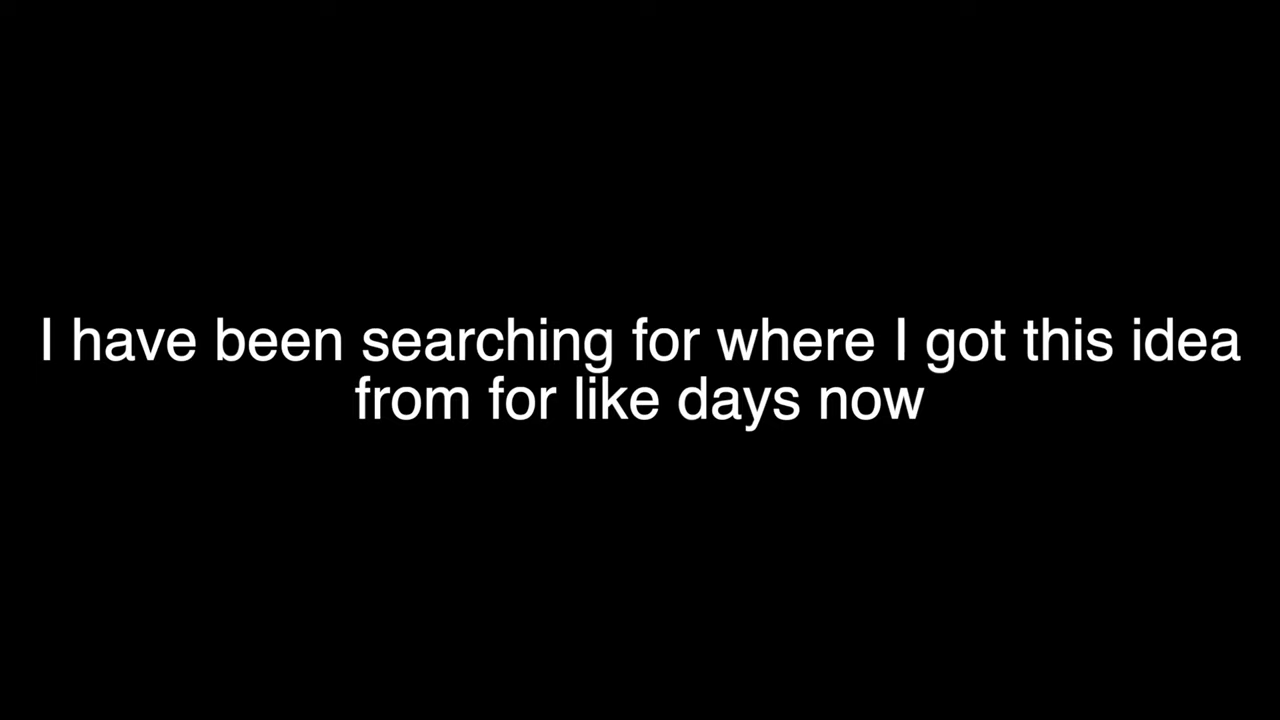 I have been searching for where I got this idea
from for like days now